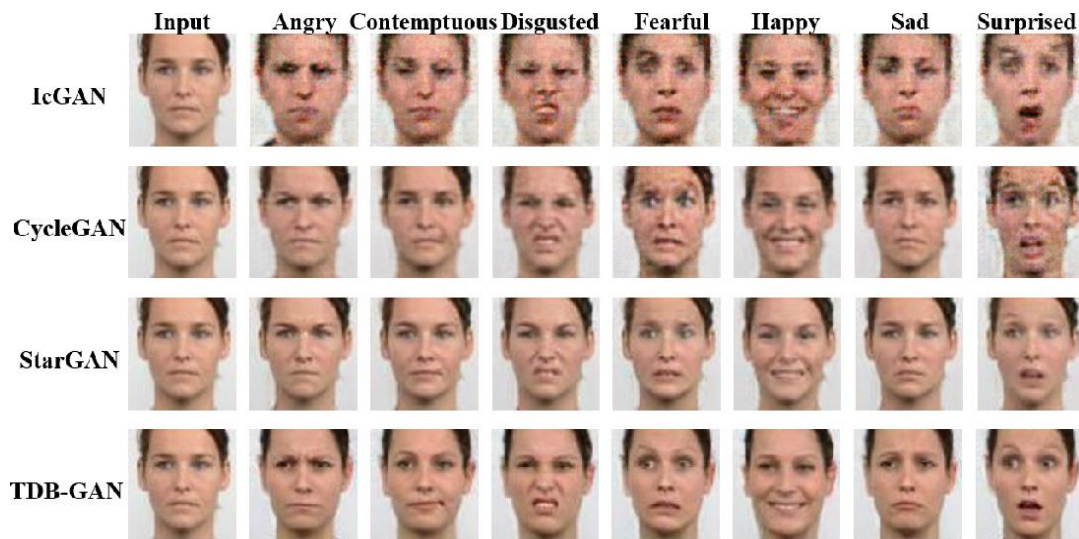 Input Angry Contemptuous Disgusted Fearful Happy Sad Surprised
IcGAN
CycleGAN
StarGAN
TDB-GAN